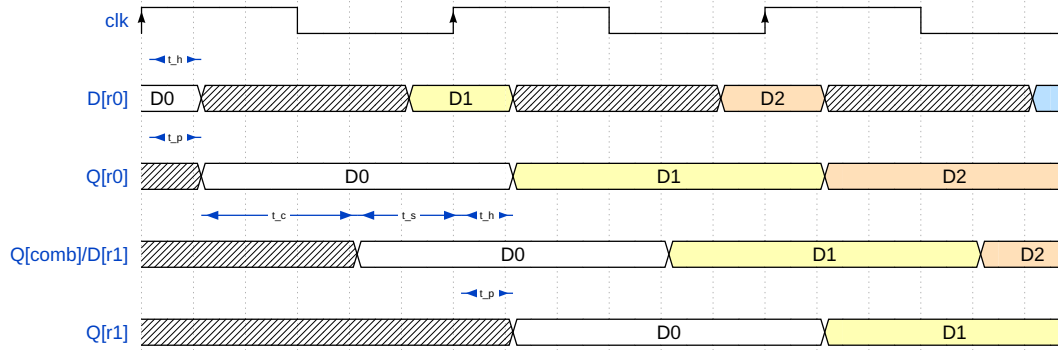 clk
t_h
D[r0] D0 D1 D2
t_p
Q[r0] D0 D1 D2
t_c t_s t_h
Q[comb]/D[r1] D0 D1 D2
t_p
Q[r1] D0 D1